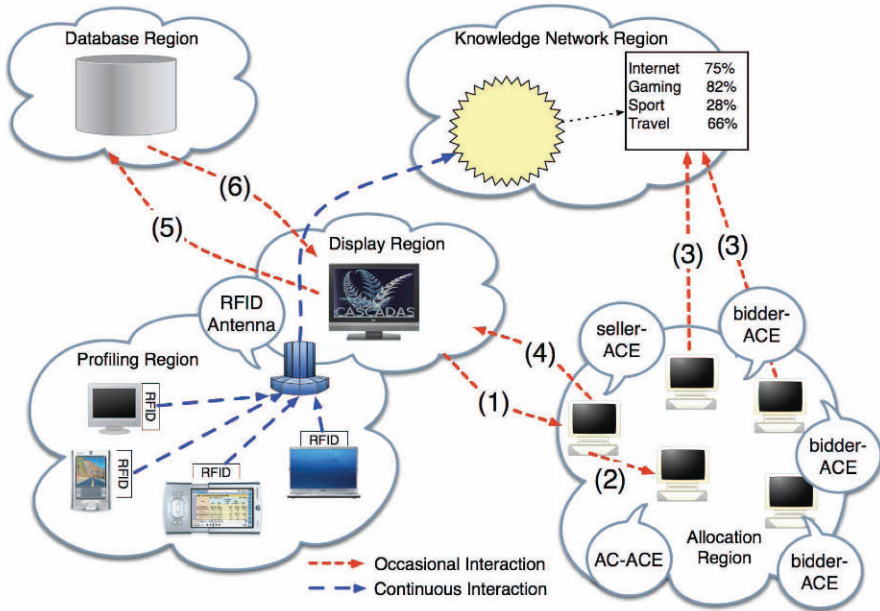 Database Region
Knowledge Network Region
Internet 75%
Gaming 82%
Sport 28%
Travel 66%
(6)
(5)
(3)
(3)
Display Region
CASCADAS
RFID
Antenna
seller-
ACE
bidder-
ACE
Profiling Region
(4)
(1)
RFID
RFID
RFID
RFID
(2)
bidder-
ACE
AC-ACE
Allocation
Region
bidder-
ACE
Occasional Interaction
Continuous Interaction